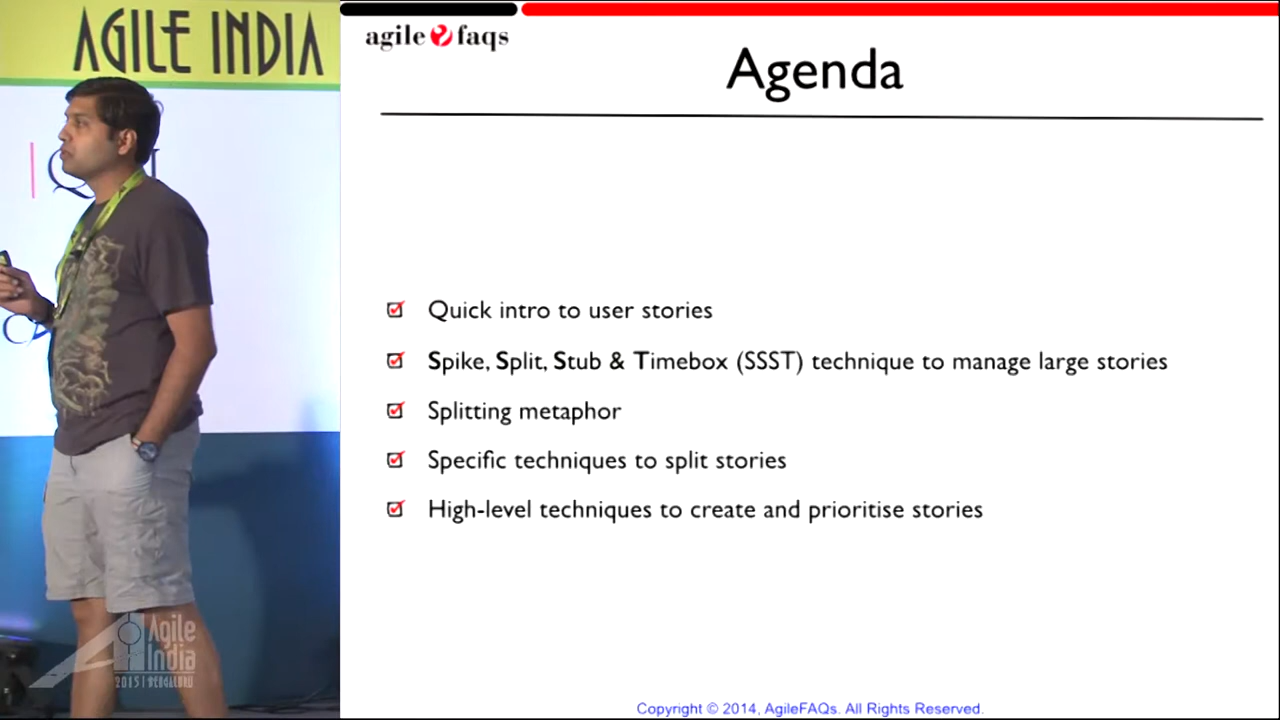 AGILE INDIA
agile faqs
Agenda
Quick intro to user stories
Spike, Split, Stub & Timebox (SSST) technique to manage large stories
Splitting metaphor
Specific techniques to split stories
High-level techniques to create and prioritise stories
Agile
India
2015 | BENGALURU
Copyright © 2014, AgileFAQs. All Rights Reserved.